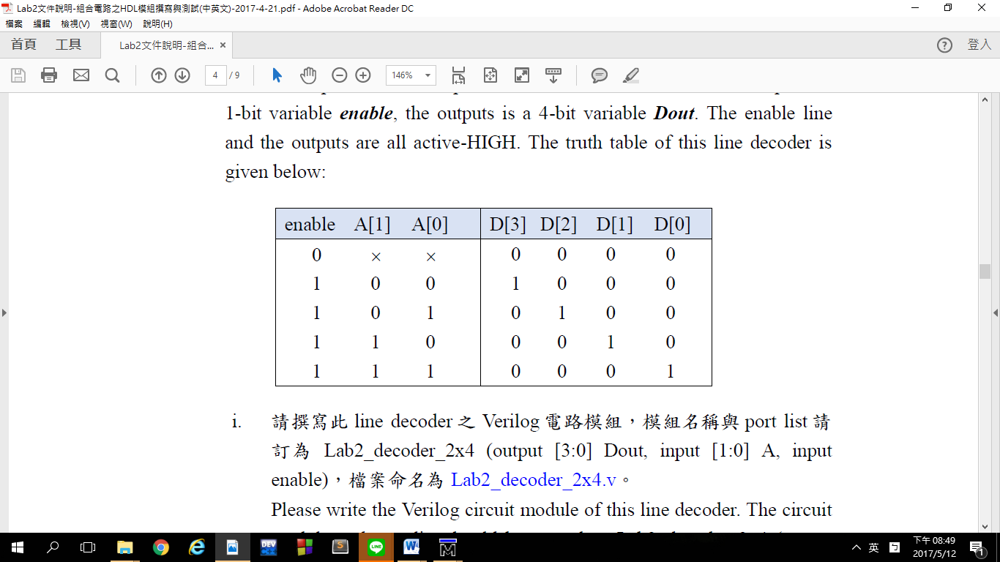 Lab2文件說明-組合電路之HDL模組撰寫與測試(中英文)-2017-4-21.pdf - Adobe Acrobat Reader DC
檔案 編輯 檢視(V) 視窗(W) 說明(H)
首頁 工具 Lab2文件說明-組合... × ? 登入
4 / 9 146%
1-bit variable enable, the outputs is a 4-bit variable Dout. The enable line
and the outputs are all active-HIGH. The truth table of this line decoder is
given below:
enable A[1] A[0] D[3] D[2] D[1] D[0]
0 × × 0 0 0 0
1 0 0 1 0 0 0
1 0 1 0 1 0 0
1 1 0 0 0 1 0
1 1 1 0 0 0 1
i. 請撰寫此 line decoder 之 Verilog 電路模組，模組名稱與 port list 請
訂為 Lab2_decoder_2x4 (output [3:0] Dout, input [1:0] A, input
enable)，檔案命名為 Lab2_decoder_2x4.v。
Please write the Verilog circuit module of this line decoder. The circuit
DEV S LINE W M 英 下午 08:49
2017/5/12 1